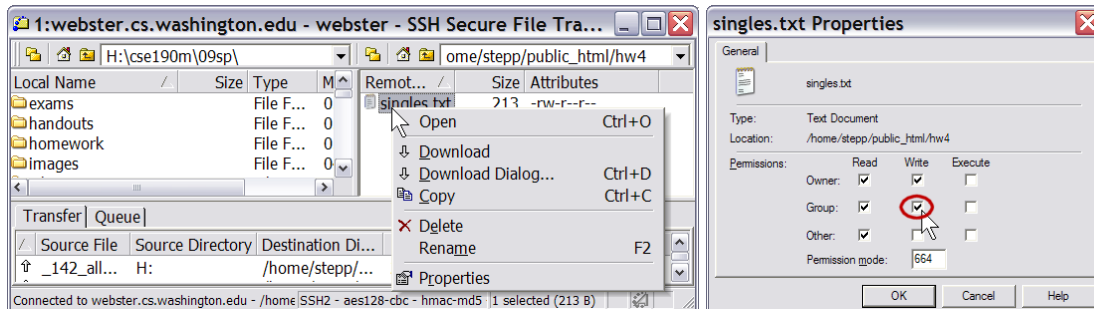 1:webster.cs.washington.edu - webster - SSH Secure File Tra...
H:\cse190m\09sp\
ome/stepp/public_html/hw4
Local Name / Size Type M
exams File F... 0
handouts File F... 0
homework File F... 0
images File F... 0
Remot... / Size Attributes
singles.txt 213 -rw-r--r--
Open Ctrl+O
Download
Download Dialog... Ctrl+D
Copy Ctrl+C
Delete
Rename F2
Properties
Transfer Queue
/ Source File Source Directory Destination Di...
_142_all... H: /home/stepp/...
Connected to webster.cs.washington.edu - /home SSH2 - aes128-cbc - hmac-md5 1 selected (213 B)
singles.txt Properties
General
singles.txt
Type: Text Document
Location: /home/stepp/public_html/hw4
Permissions: Read Write Execute
Owner:
Group:
Other:
Permission mode: 664
OK Cancel Help